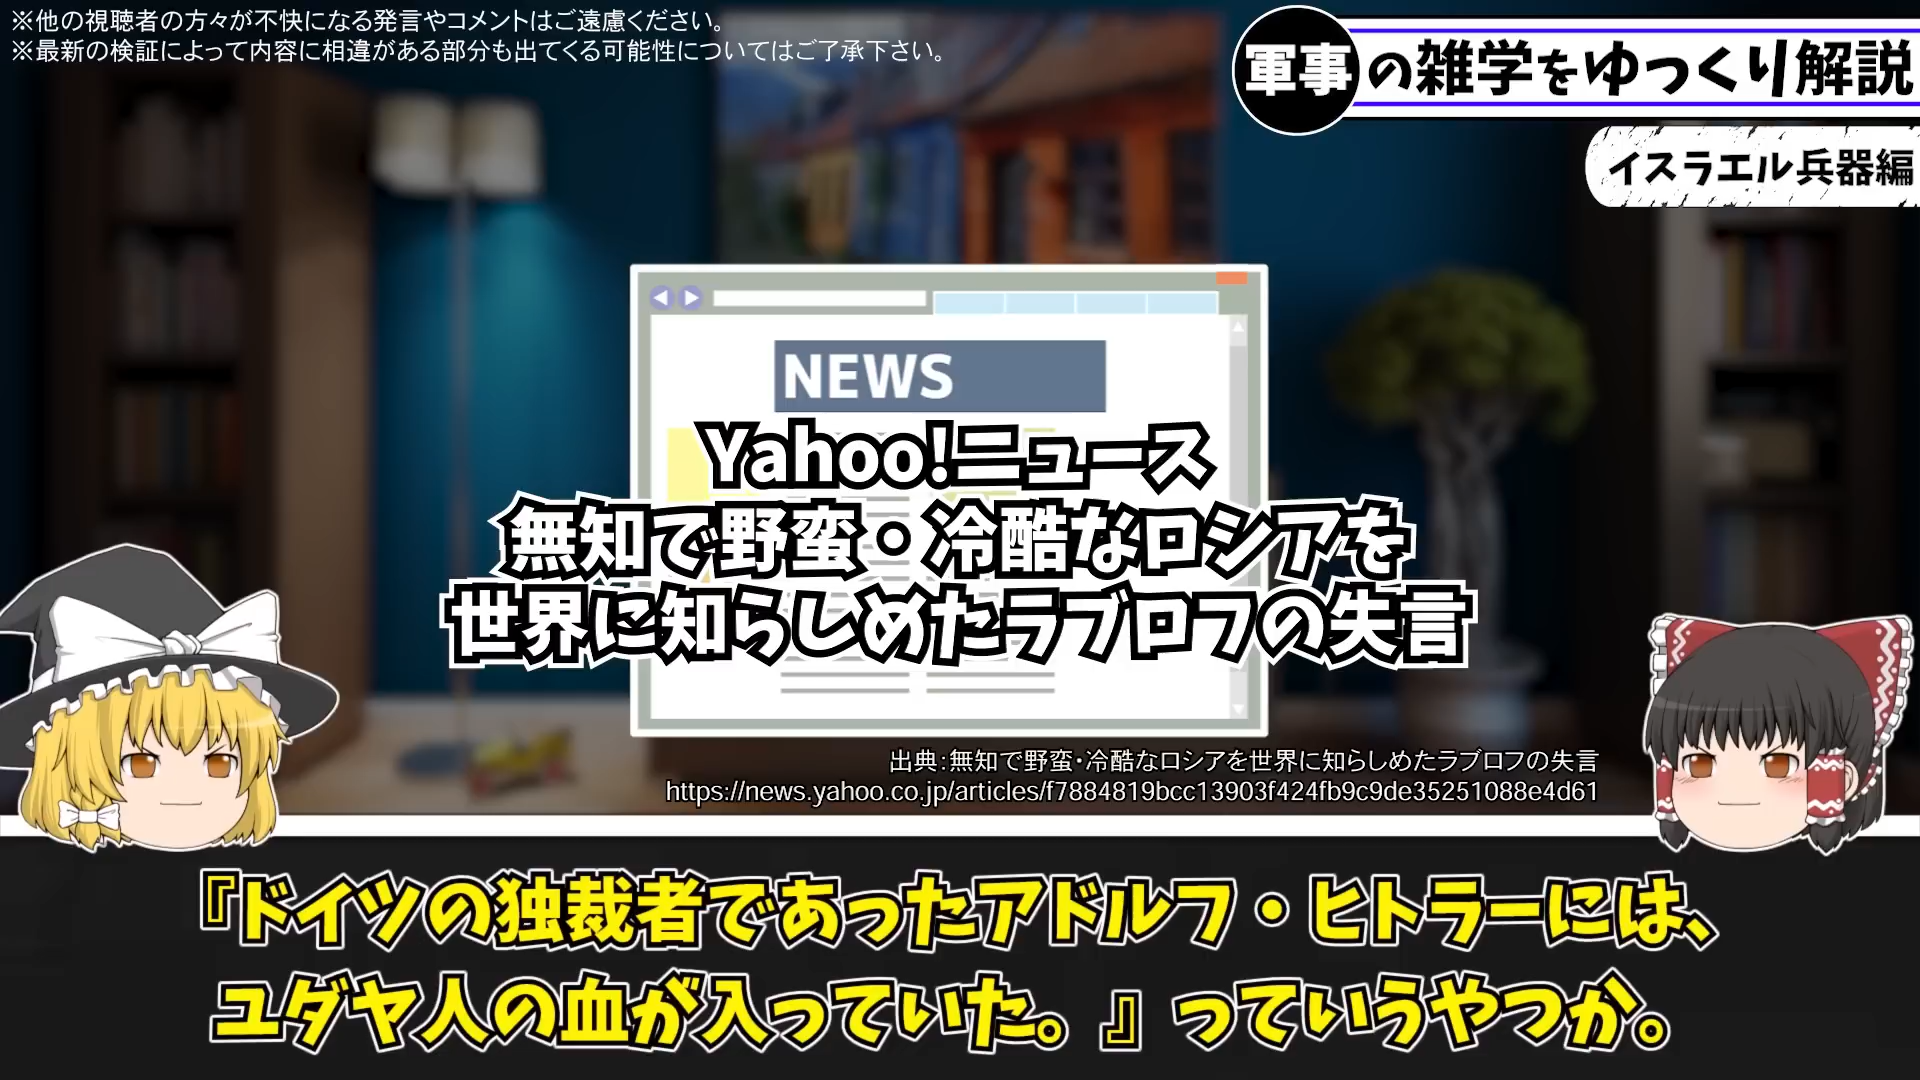 ※他の視聴者の方々が不快になる発言やコメントはご遠慮ください。
※最新の検証によって内容に相違がある部分も出てくる可能性についてはご了承下さい。
軍事の雑学をゆっくり解説
イスラエル兵器編
NEWS
Yahoo!ニュース
無知で野蛮・冷酷なロシアを
世界に知らしめたラブロフの失言
出典：無知で野蛮・冷酷なロシアを世界に知らしめたラブロフの失言
https://news.yahoo.co.jp/articles/f7884819bcc13903f424fb9c9de35251088e4d61
『ドイツの独裁者であったアドルフ・ヒトラーには、
ユダヤ人の血が入っていた。』っていうやつか。